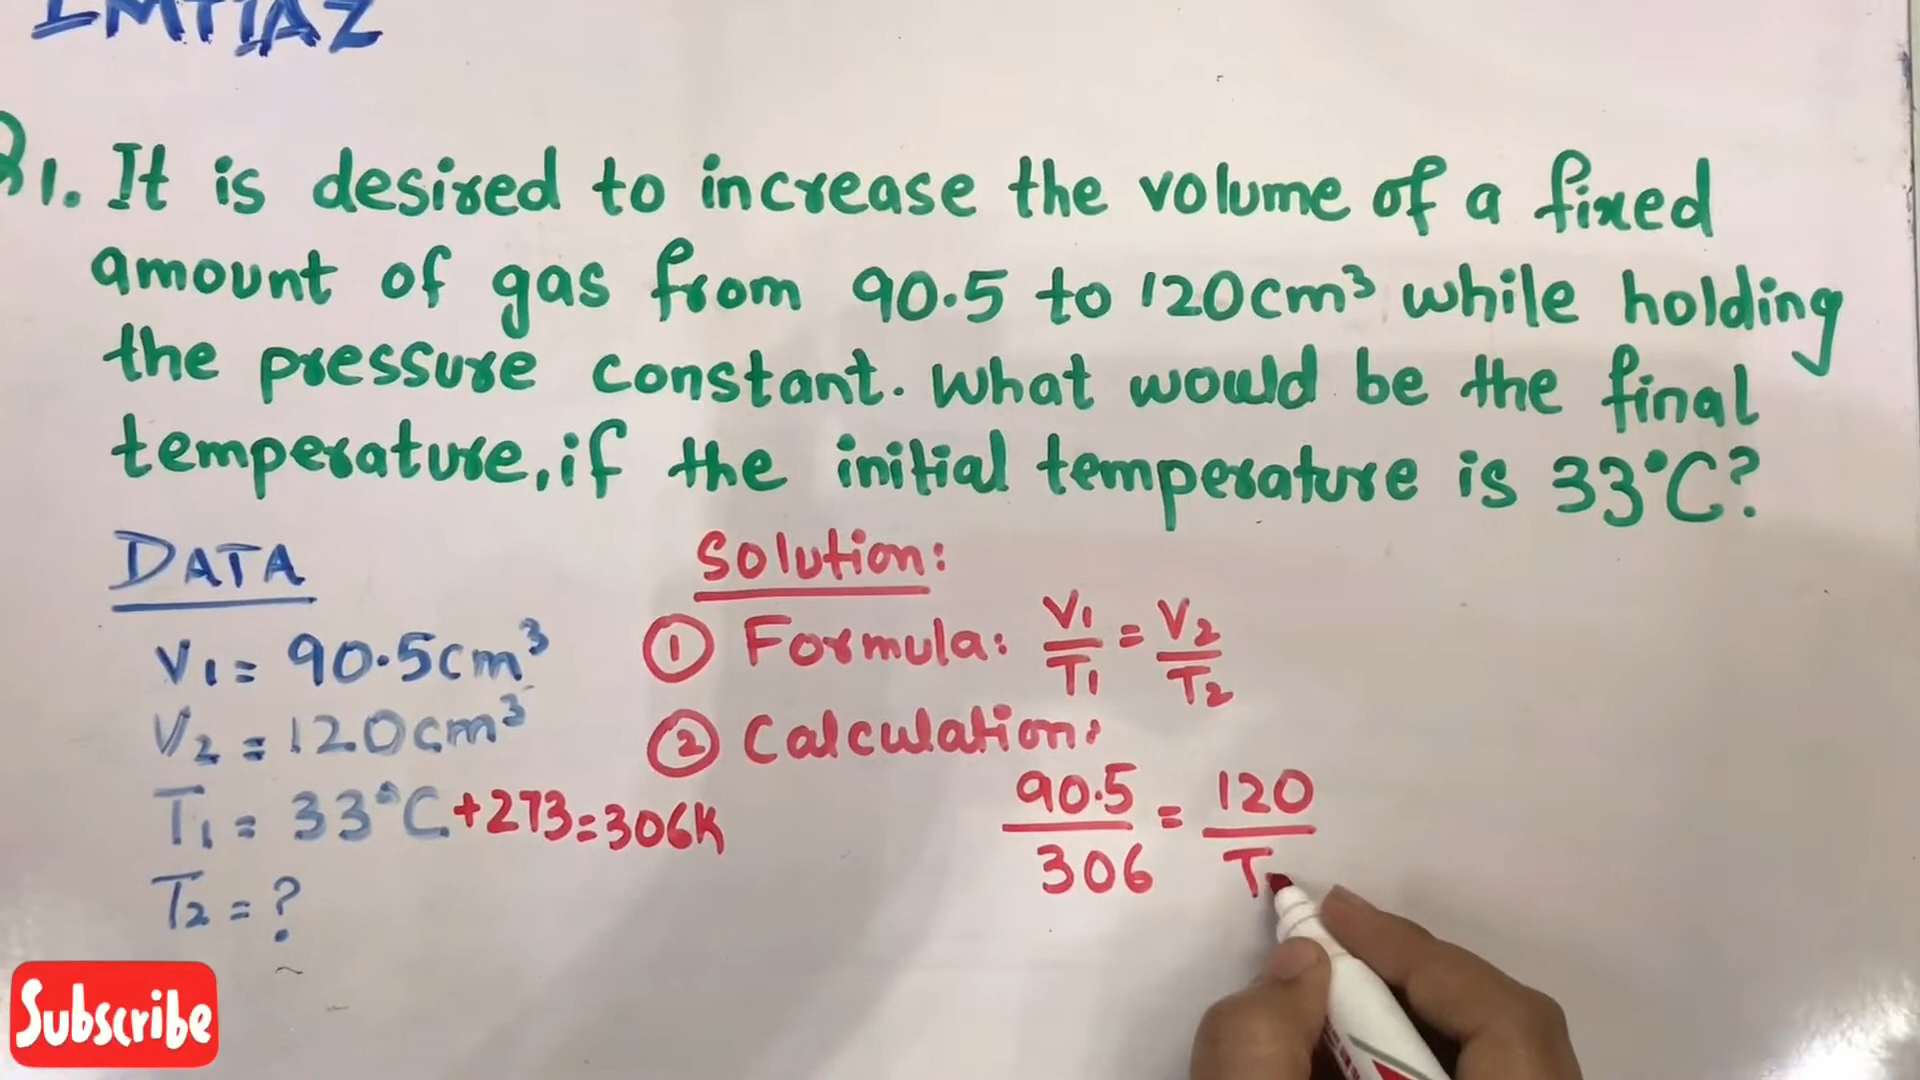 IMTIAZ
Q1. It is desired to increase the volume of a fixed
amount of gas from 90.5 to 120cm³ while holding
the pressure constant. What would be the final
temperature, if the initial temperature is 33°C?
DATA
V1 = 90.5cm³
V2 = 120cm³
T1 = 33°C +273=306K
T2 = ?
Solution:
① Formula: V1/T1 = V2/T2
② Calculation:
90.5/306 = 120/T
Subscribe